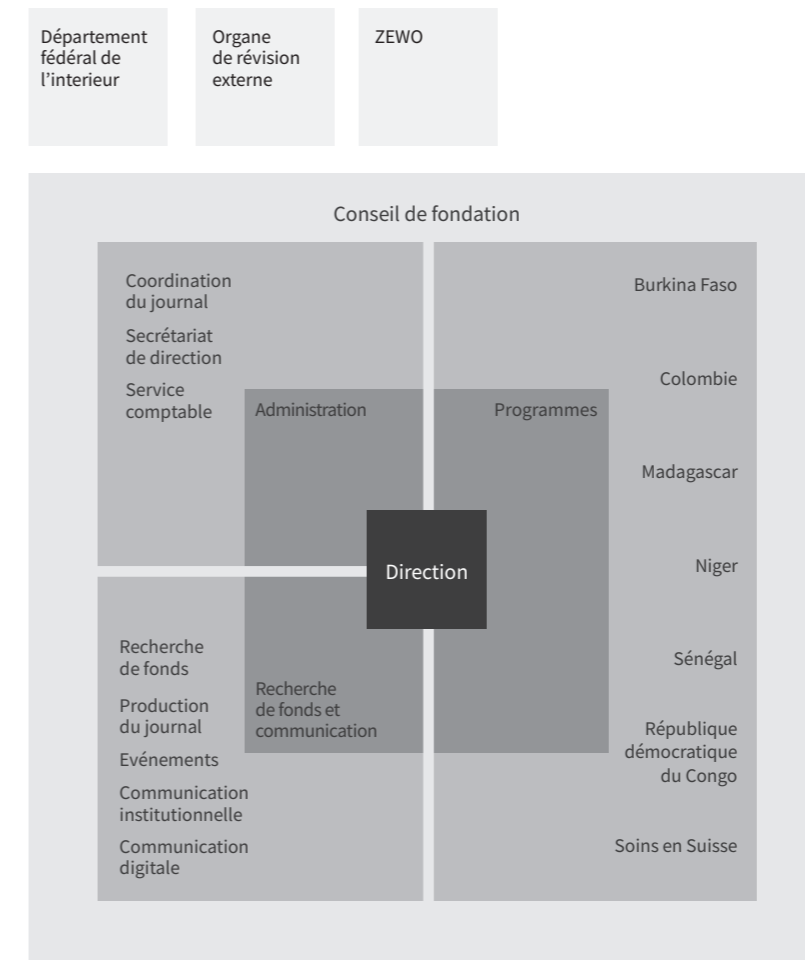 Département
fédéral de
l’interieur
Organe
de révision
externe
ZEWO
Conseil de fondation
Coordination
du journal
Secrétariat
de direction
Service
comptable
Administration
Programmes
Burkina Faso
Colombie
Madagascar
Niger
Sénégal
République
démocratique
du Congo
Soins en Suisse
Direction
Recherche
de fonds
Production
du journal
Evénements
Communication
institutionnelle
Communication
digitale
Recherche
de fonds et
communication